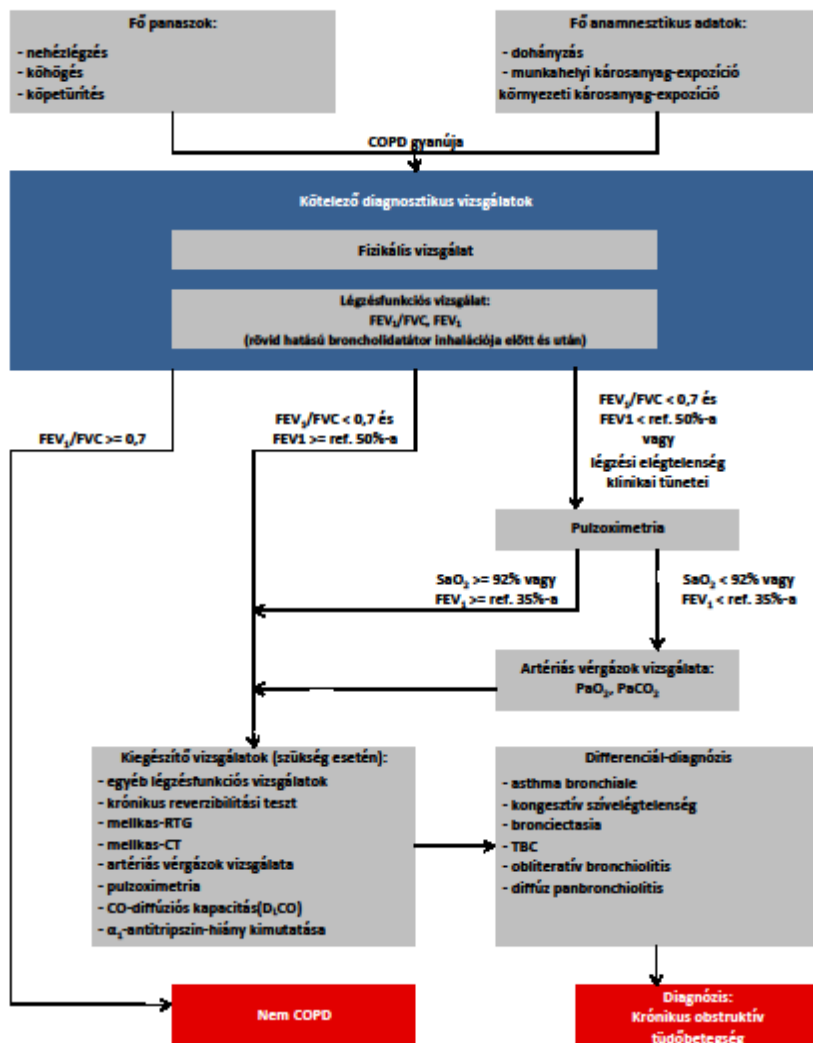 Fő panaszok:
- nehézlégzés
- köhögés
- köpetürítés
Fő anamnesztikus adatok:
- dohányzás
- munkahelyi károsanyag-expozíció
környezeti károsanyag-expozíció
COPD gyanúja
Kötelező diagnosztikus vizsgálatok
Fizikális vizsgálat
Légzésfunkciós vizsgálat:
FEV₁/FVC, FEV₁
(rövid hatású broncholidatátor inhalációja előtt és után)
FEV₁/FVC >= 0,7
FEV₁/FVC < 0,7 és
FEV1 >= ref. 50%-a
FEV₁/FVC < 0,7 és
FEV1 < ref. 50%-a
vagy
légzési elégtelenség
klinikai tünetei
Pulzoximetria
SaO₂ >= 92% vagy
FEV₁ >= ref. 35%-a
SaO₂ < 92% vagy
FEV₁ < ref. 35%-a
Artériás vérgázok vizsgálata:
PaO₂, PaCO₂
Kiegészítő vizsgálatok (szükség esetén):
- egyéb légzésfunkciós vizsgálatok
- krónikus reverzibilitási teszt
- mellkas-RTG
- mellkas-CT
- artériás vérgázok vizsgálata
- pulzoximetria
- CO-diffúziós kapacitás(DLCO)
- α₁-antitripszin-hiány kimutatása
Differenciál-diagnózis
- asthma bronchiale
- kongesztív szívelégtelenség
- bronciectasia
- TBC
- obliteratív bronchiolitis
- diffúz panbronchiolitis
Nem COPD
Diagnózis:
Krónikus obstruktív
tüdőbetegség